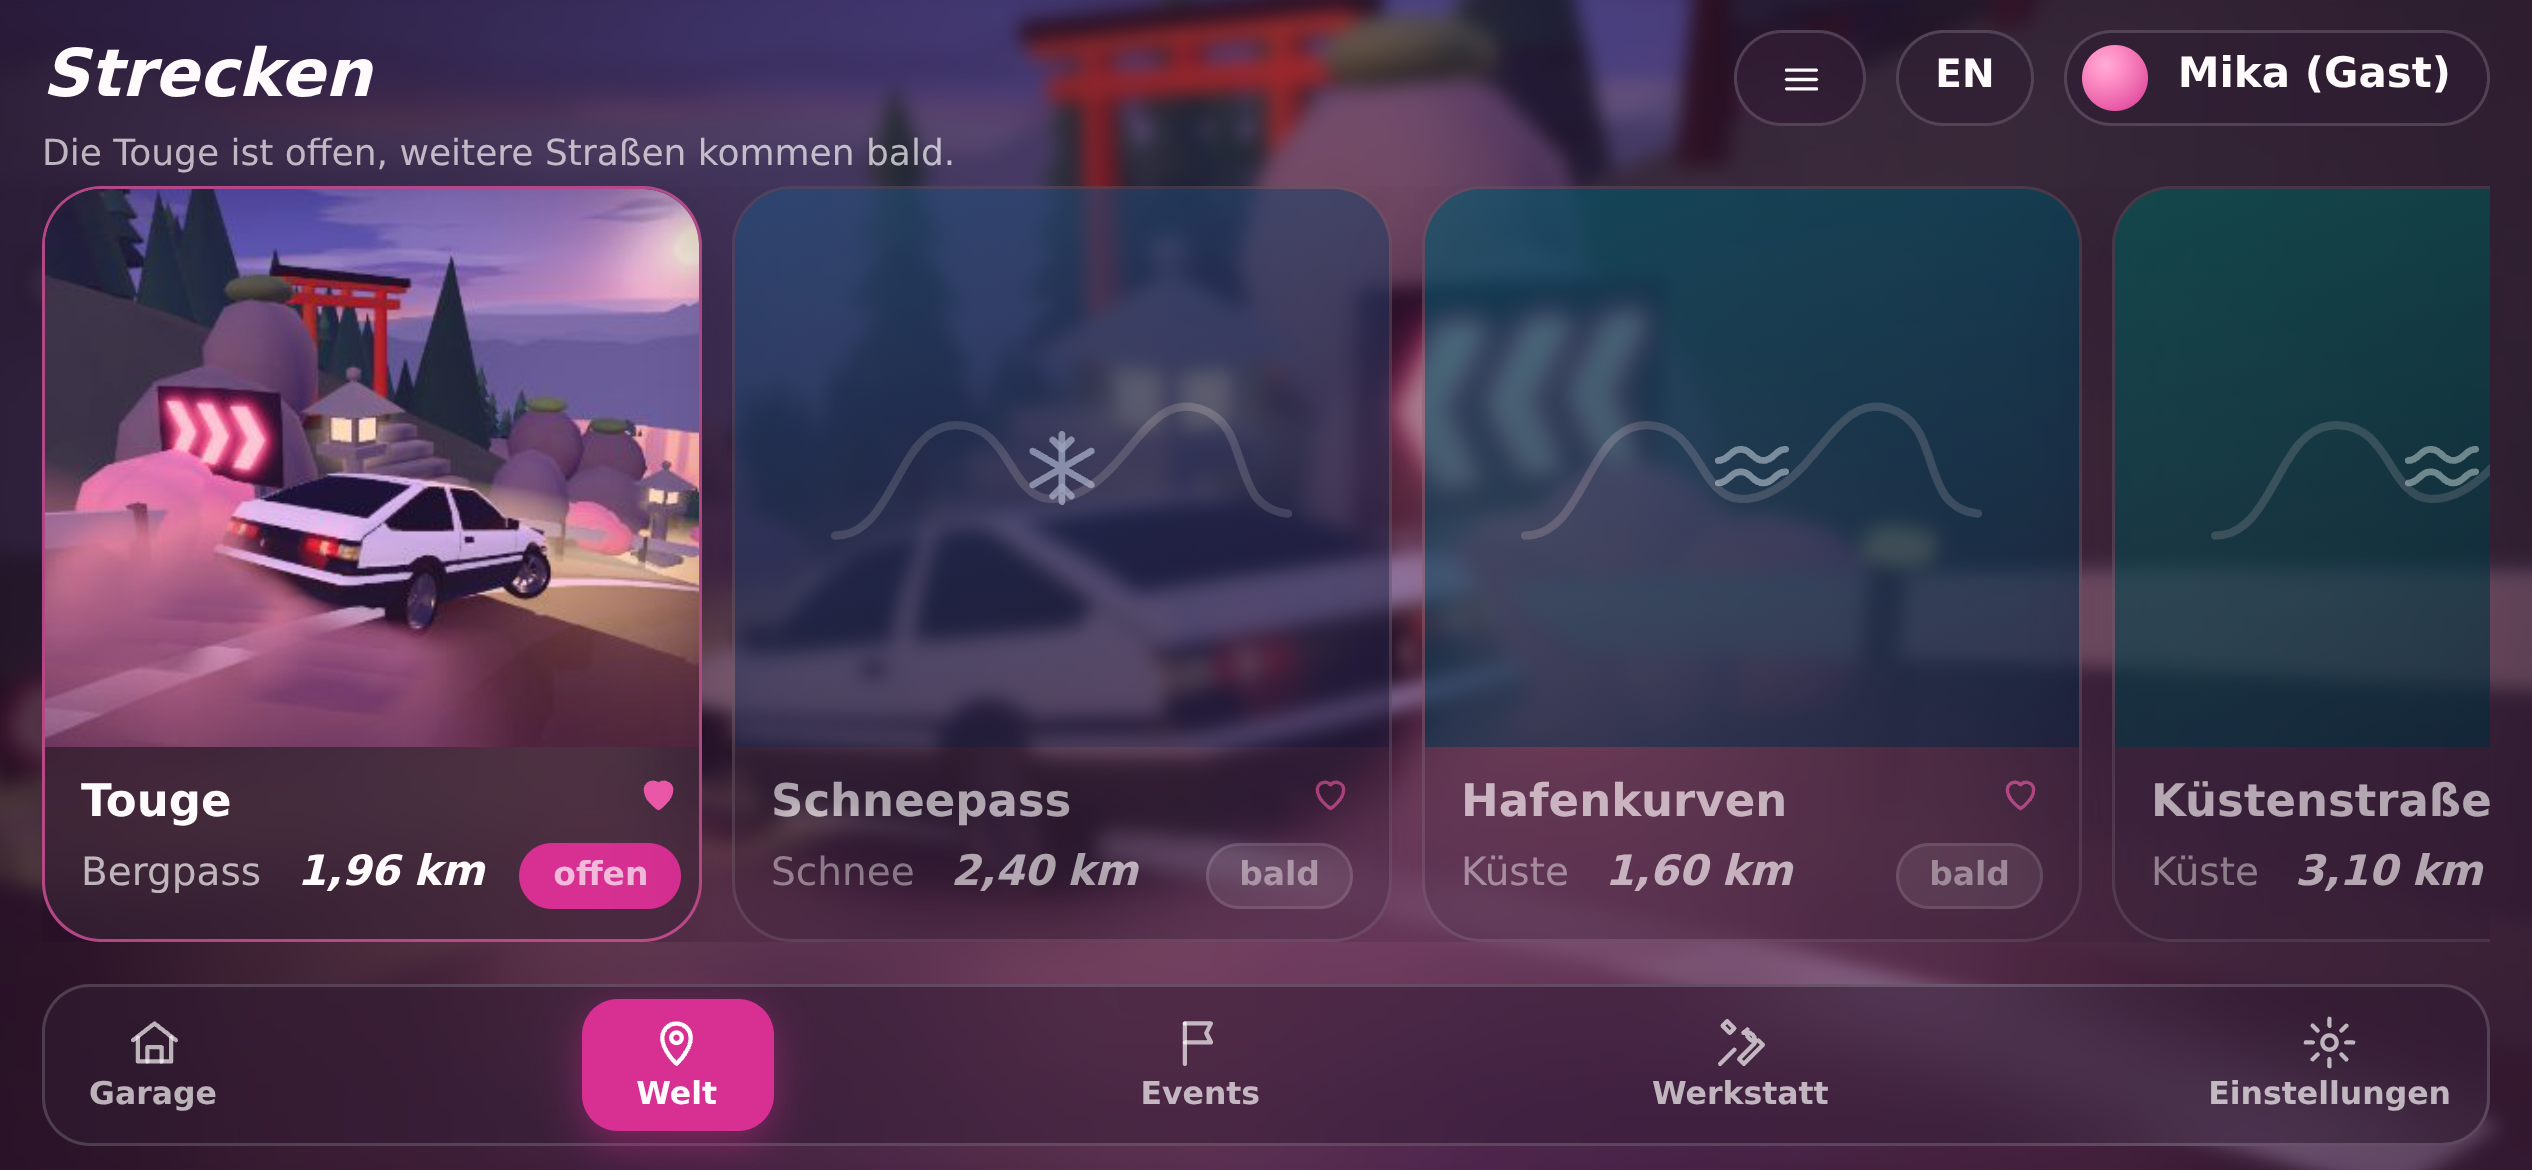 Strecken
EN
Mika (Gast)
Die Touge ist offen, weitere Straßen kommen bald.
Touge
Bergpass 1,96 km offen
Schneepass
Schnee 2,40 km bald
Hafenkurven
Küste 1,60 km bald
Küstenstraße
Küste 3,10 km
Garage
Welt
Events
Werkstatt
Einstellungen